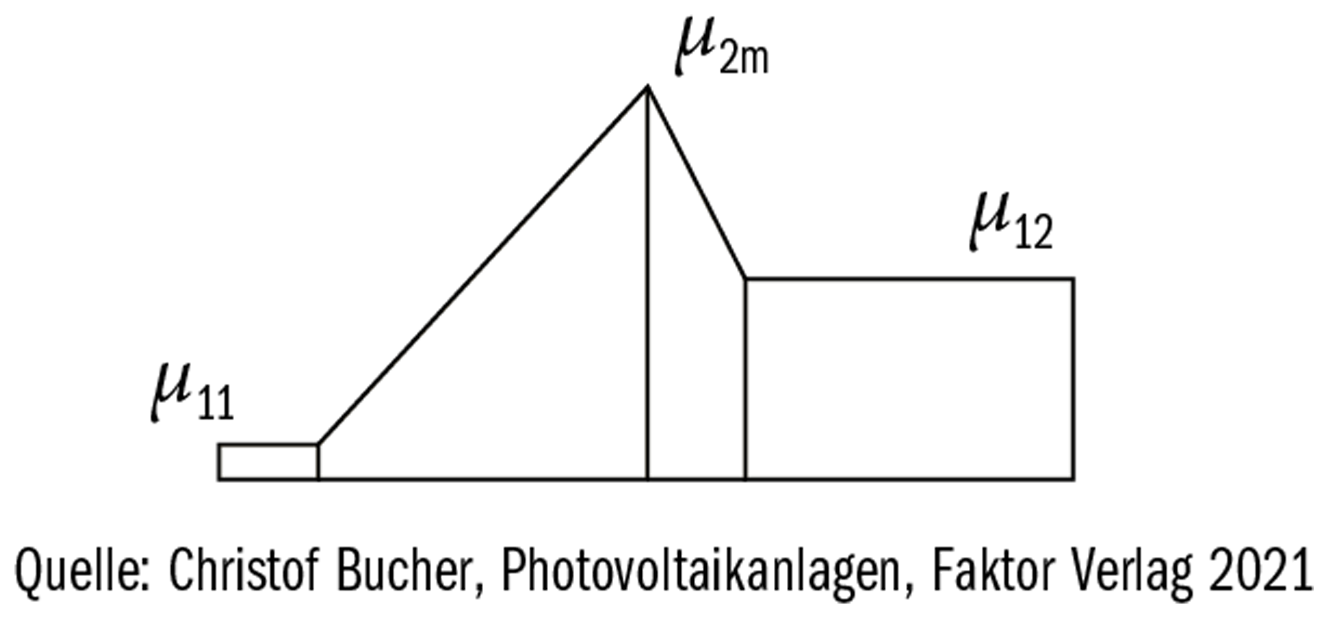 μ2m
μ12
μ11
Quelle: Christof Bucher, Photovoltaikanlagen, Faktor Verlag 2021